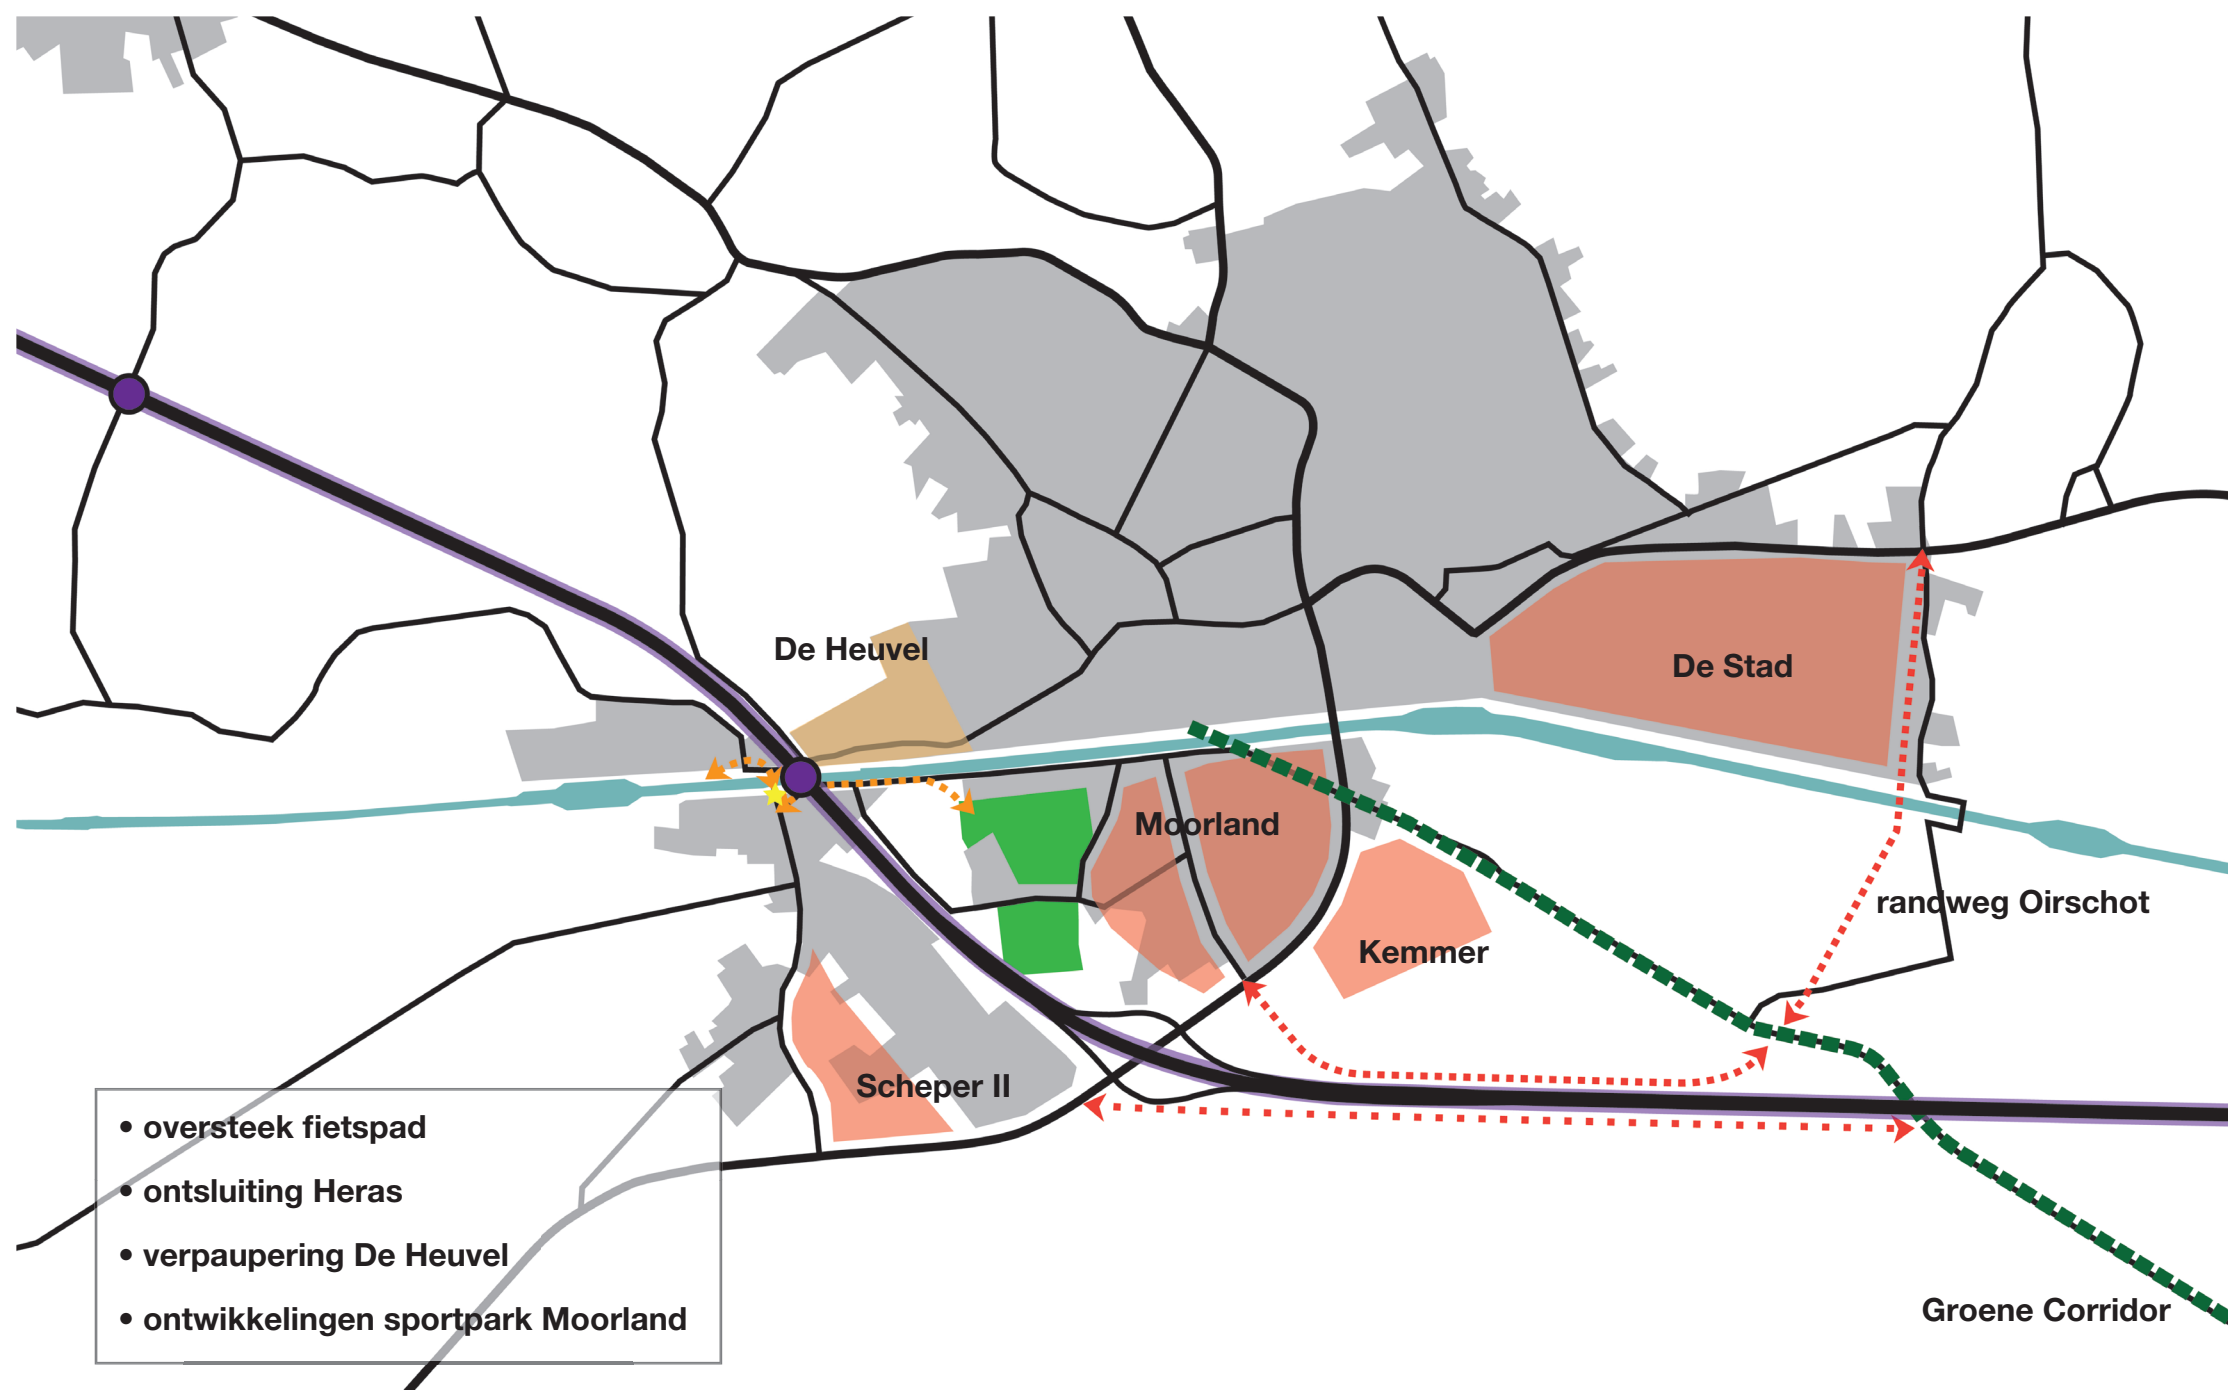 De Heuvel
De Stad
Moorland
randweg Oirschot
Kemmer
Scheper II
• oversteek fietspad
• ontsluiting Heras
• verpaupering De Heuvel
• ontwikkelingen sportpark Moorland
Groene Corridor